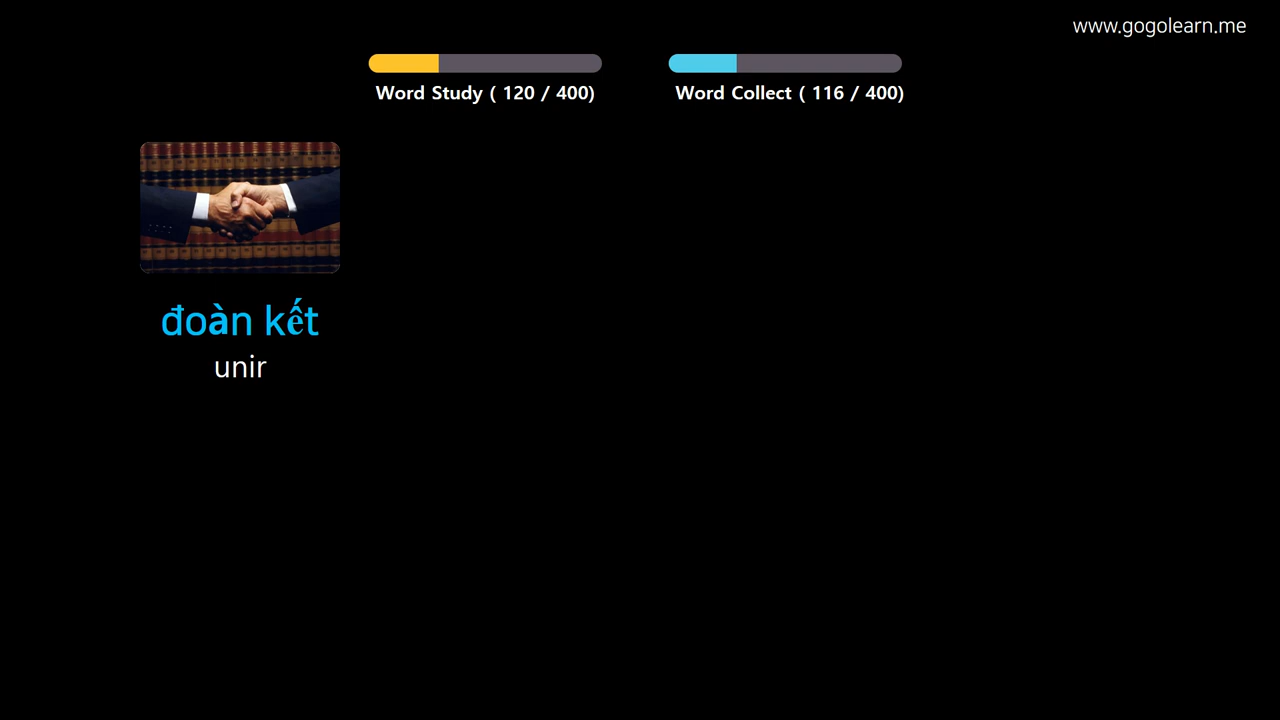 www.gogolearn.me
Word Study ( 120 / 400)
Word Collect ( 116 / 400)
đoàn kết
unir